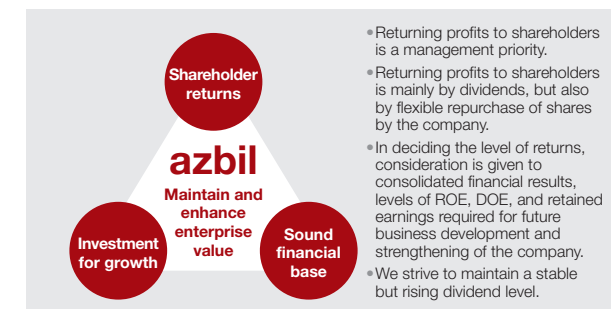 Shareholder
returns
azbil
Maintain and
enhance
enterprise
value
Investment
for growth
Sound
financial
base
•Returning profits to shareholders
is a management priority.
•Returning profits to shareholders
is mainly by dividends, but also
by flexible repurchase of shares
by the company.
•In deciding the level of returns,
consideration is given to
consolidated financial results,
levels of ROE, DOE, and retained
earnings required for future
business development and
strengthening of the company.
•We strive to maintain a stable
but rising dividend level.